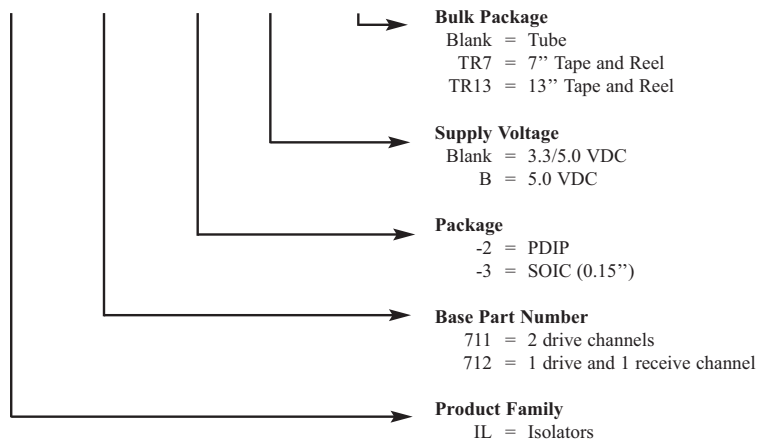 Bulk Package
Blank = Tube
TR7 = 7’’ Tape and Reel
TR13 = 13’’ Tape and Reel
Supply Voltage
Blank = 3.3/5.0 VDC
B = 5.0 VDC
Package
-2 = PDIP
-3 = SOIC (0.15’’)
Base Part Number
711 = 2 drive channels
712 = 1 drive and 1 receive channel
Product Family
IL = Isolators